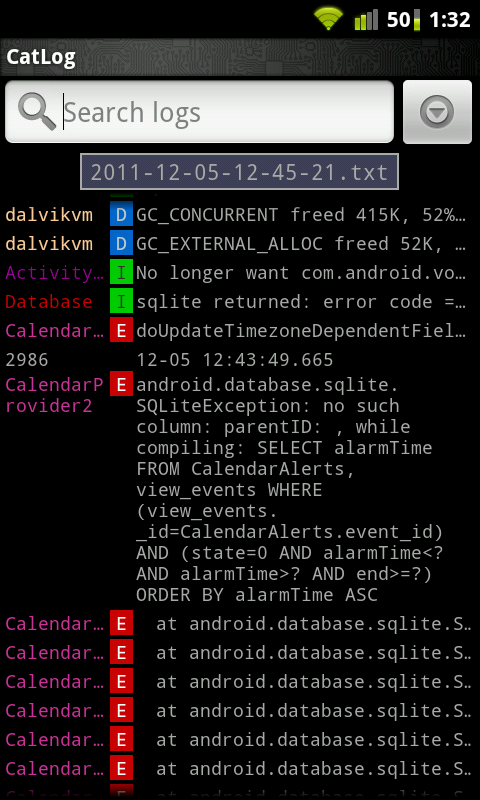 50 1:32
CatLog
Search logs
2011-12-05-12-45-21.txt
dalvikvm D GC_CONCURRENT freed 415K, 52%…
dalvikvm D GC_EXTERNAL_ALLOC freed 52K, …
Activity… I No longer want com.android.vo…
Database I sqlite returned: error code =…
Calendar… E doUpdateTimezoneDependentFiel…
2986 12-05 12:43:49.665
CalendarP E android.database.sqlite.
rovider2 SQLiteException: no such
column: parentID: , while
compiling: SELECT alarmTime
FROM CalendarAlerts,
view_events WHERE
(view_events.
_id=CalendarAlerts.event_id)
AND (state=0 AND alarmTime<?
AND alarmTime>? AND end>=?)
ORDER BY alarmTime ASC
Calendar… E at android.database.sqlite.S…
Calendar… E at android.database.sqlite.S…
Calendar… E at android.database.sqlite.S…
Calendar… E at android.database.sqlite.S…
Calendar… E at android.database.sqlite.S…
Calendar… E at android.database.sqlite.S…